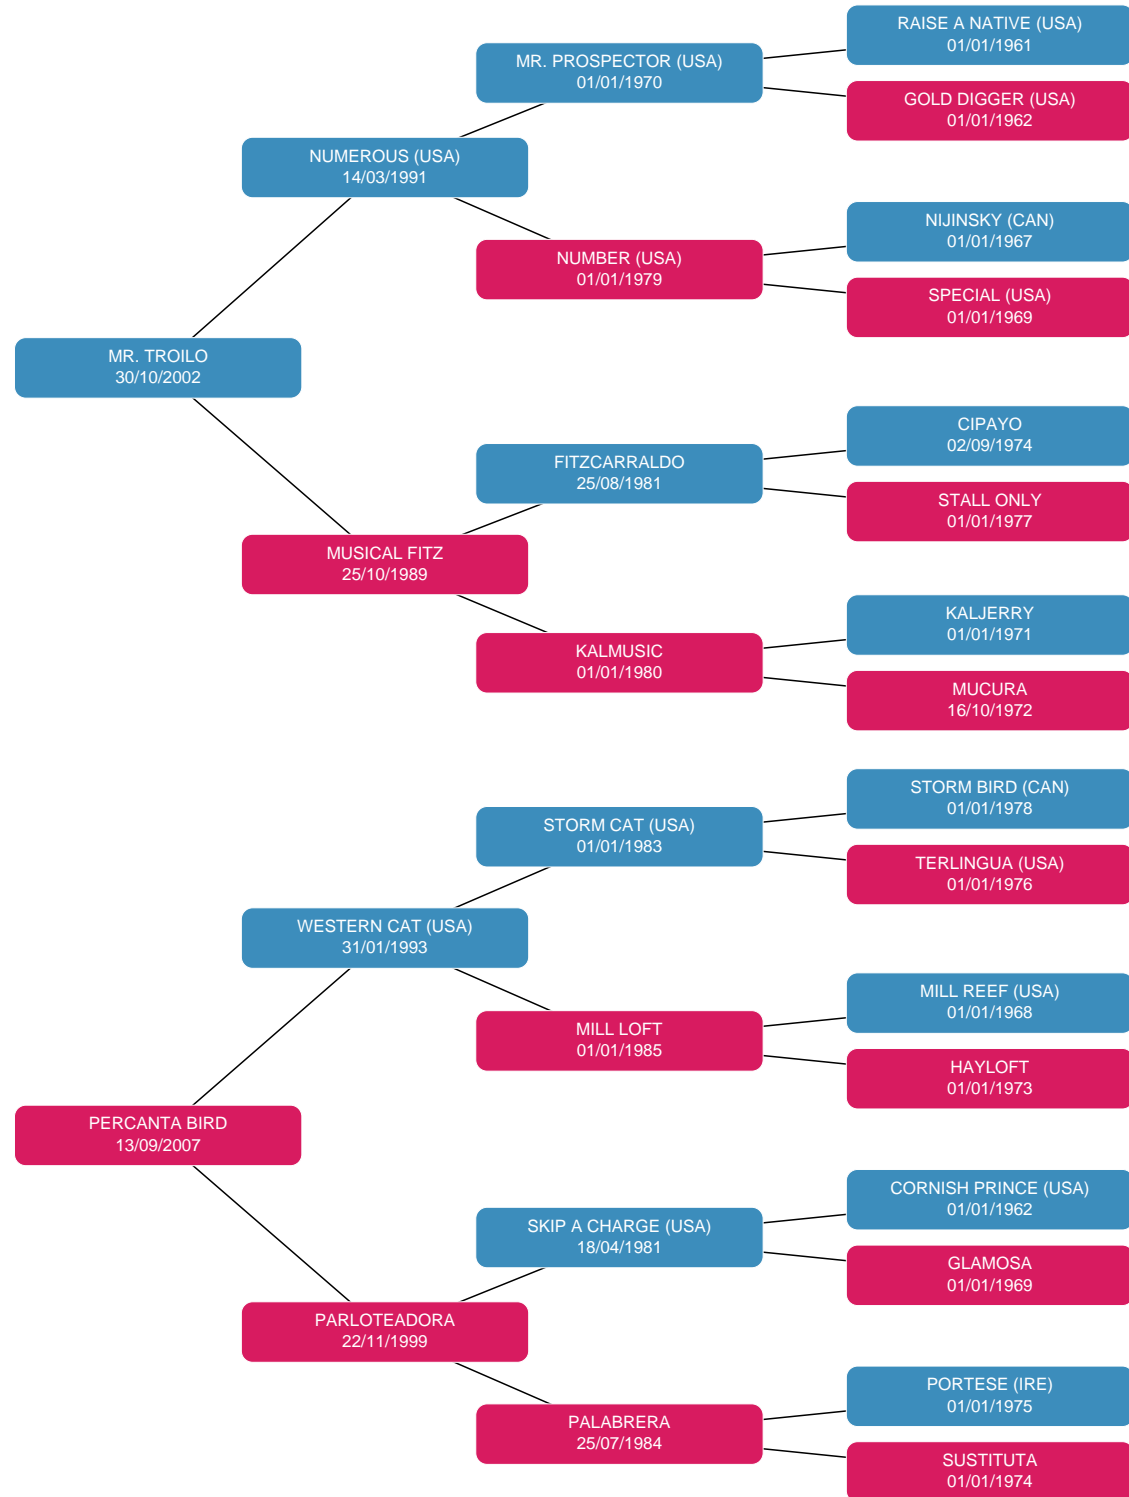 RAISE A NATIVE (USA)
01/01/1961
MR. PROSPECTOR (USA)
01/01/1970
GOLD DIGGER (USA)
01/01/1962
NUMEROUS (USA)
14/03/1991
NIJINSKY (CAN)
01/01/1967
NUMBER (USA)
01/01/1979
SPECIAL (USA)
01/01/1969
MR. TROILO
30/10/2002
CIPAYO
02/09/1974
FITZCARRALDO
25/08/1981
STALL ONLY
01/01/1977
MUSICAL FITZ
25/10/1989
KALJERRY
01/01/1971
KALMUSIC
01/01/1980
MUCURA
16/10/1972
STORM BIRD (CAN)
01/01/1978
STORM CAT (USA)
01/01/1983
TERLINGUA (USA)
01/01/1976
WESTERN CAT (USA)
31/01/1993
MILL REEF (USA)
01/01/1968
MILL LOFT
01/01/1985
HAYLOFT
01/01/1973
PERCANTA BIRD
13/09/2007
CORNISH PRINCE (USA)
01/01/1962
SKIP A CHARGE (USA)
18/04/1981
GLAMOSA
01/01/1969
PARLOTEADORA
22/11/1999
PORTESE (IRE)
01/01/1975
PALABRERA
25/07/1984
SUSTITUTA
01/01/1974